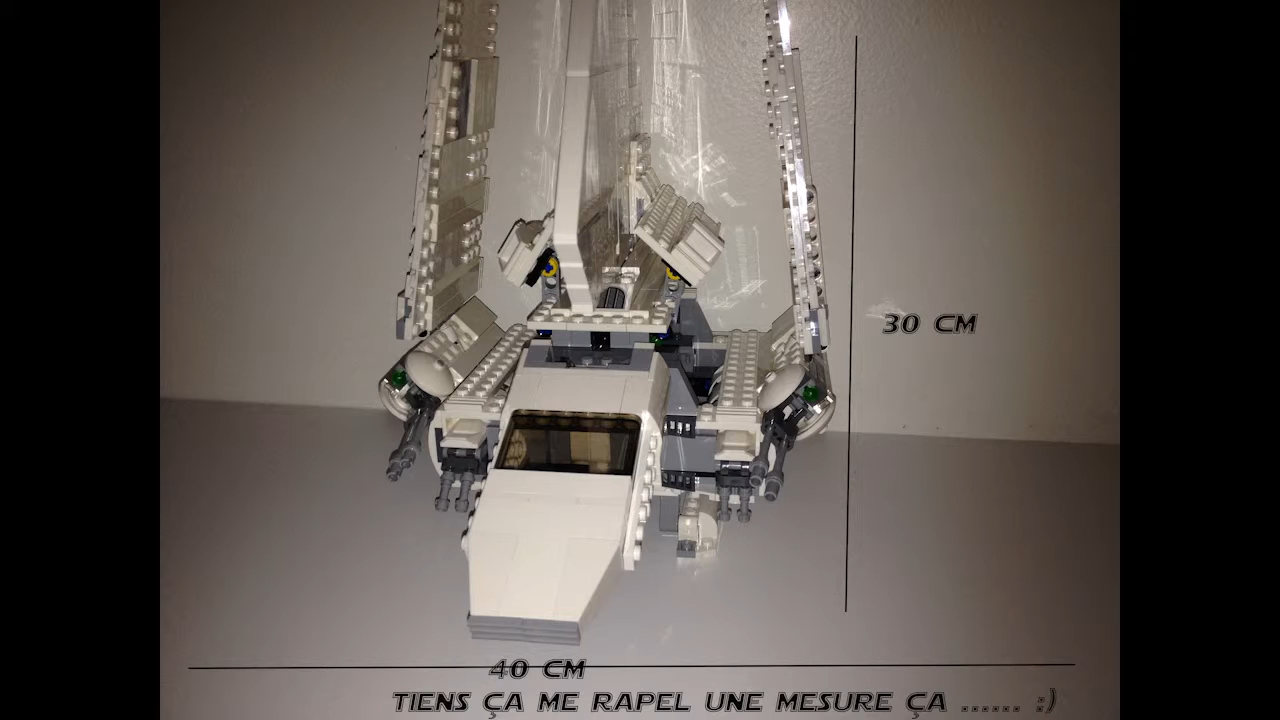 30 CM
40 CM
TIENS ÇA ME RAPEL UNE MESURE ÇA ...... :)